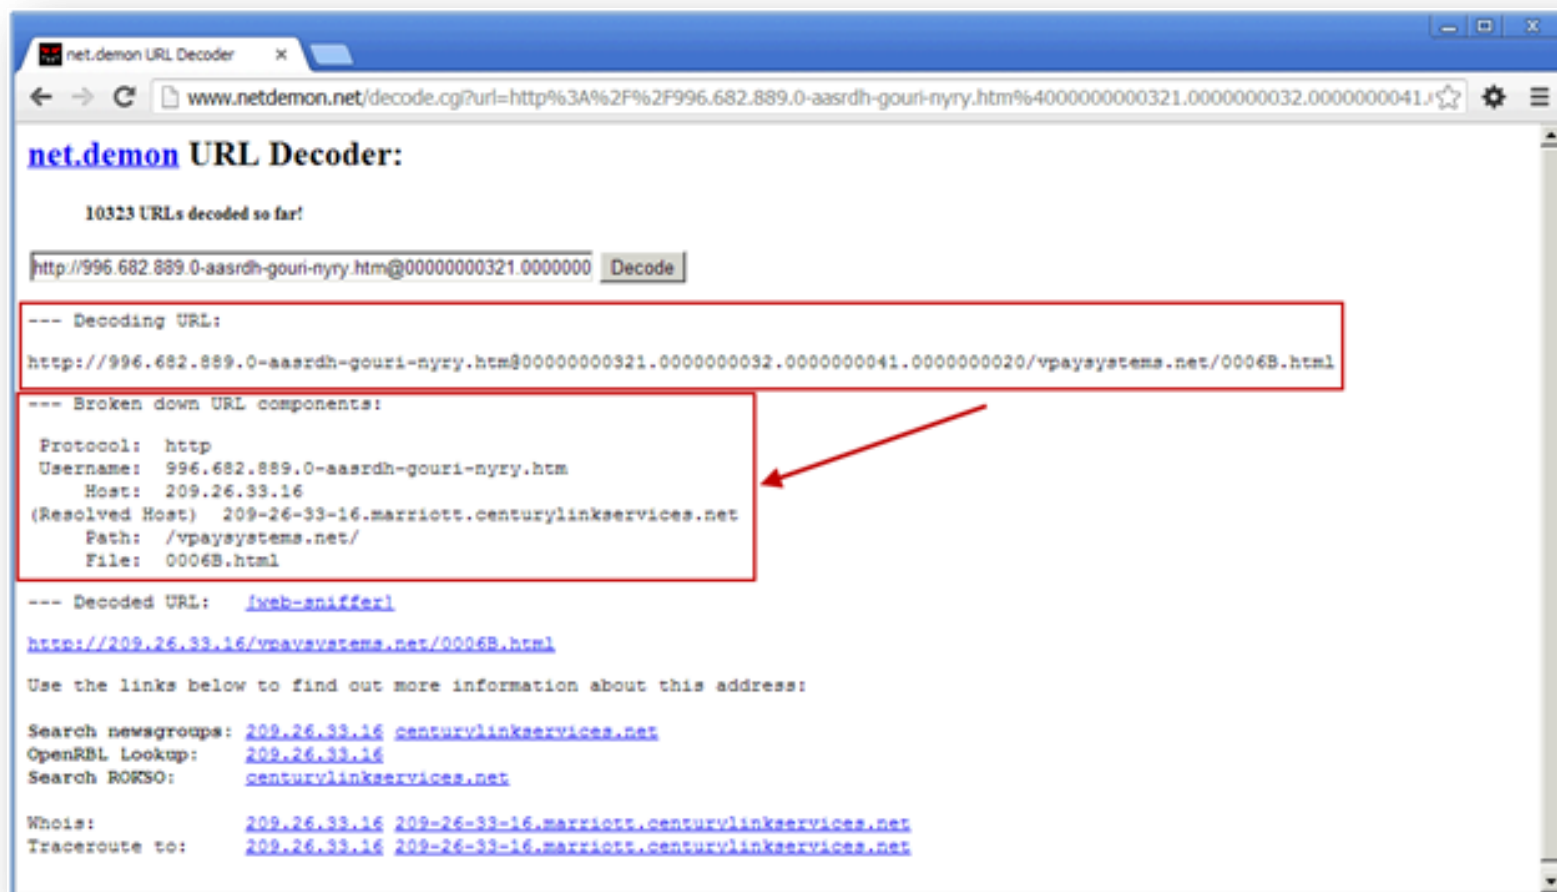 net.demon URL Decoder
www.netdemon.net/decode.cgi?url=http%3A%2F%2F996.682.889.0-aasrdh-gouri-nyry.htm%4000000000321.0000000032.0000000041.
net.demon URL Decoder:
10323 URLs decoded so far!
http://996.682.889.0-aasrdh-gouri-nyry.htm@00000000321.0000000 Decode
--- Decoding URL:
http://996.682.889.0-aasrdh-gouri-nyry.htm@00000000321.0000000032.0000000041.0000000020/vpaysystems.net/0006B.html
--- Broken down URL components:
Protocol: http
Username: 996.682.889.0-aasrdh-gouri-nyry.htm
Host: 209.26.33.16
(Resolved Host) 209-26-33-16.marriott.centurylinkservices.net
Path: /vpaysystems.net/
File: 0006B.html
--- Decoded URL: [web-sniffer]
http://209.26.33.16/vpaysystems.net/0006B.html
Use the links below to find out more information about this address:
Search newsgroups: 209.26.33.16 centurylinkservices.net
OpenRBL Lookup: 209.26.33.16
Search ROKSO: centurylinkservices.net
Whois: 209.26.33.16 209-26-33-16.marriott.centurylinkservices.net
Traceroute to: 209.26.33.16 209-26-33-16.marriott.centurylinkservices.net